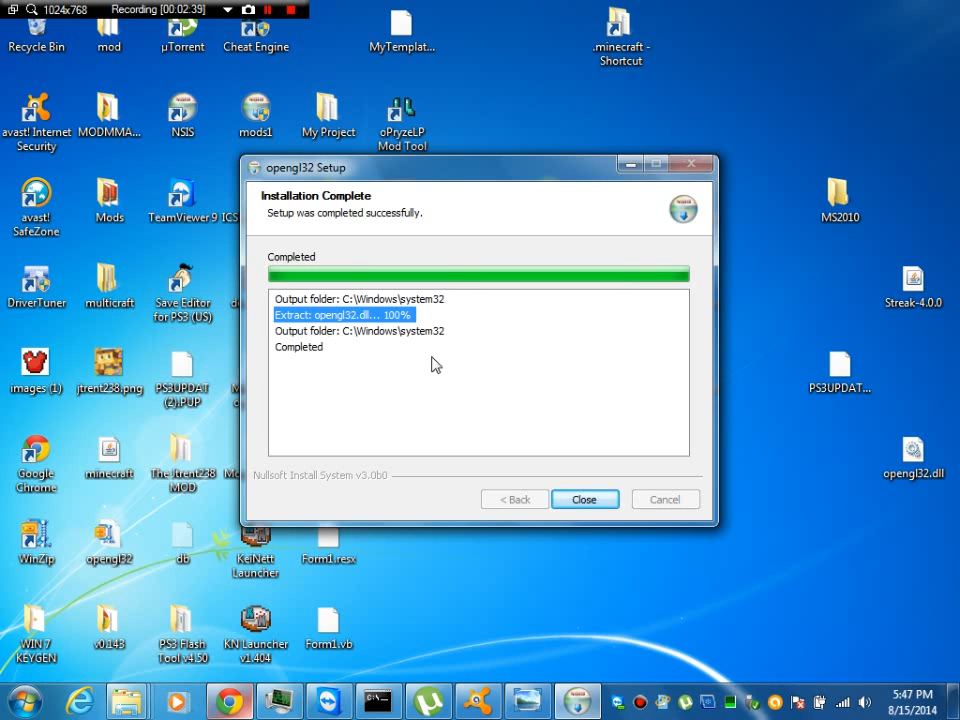 1024x768
Recording [00:02:39]
Recycle Bin
mod
µTorrent
Cheat Engine
MyTemplat...
.minecraft -
Shortcut
avast! Internet
Security
MODMMA...
NSIS
mods1
My Project
oPryzeLP
Mod Tool
opengl32 Setup
Installation Complete
Setup was completed successfully.
Completed
Output folder: C:\Windows\system32
Extract: opengl32.dll... 100%
Output folder: C:\Windows\system32
Completed
Nullsoft Install System v3.0b0
< Back
Close
Cancel
avast!
SafeZone
Mods
TeamViewer 9
ICS
MS2010
DriverTuner
multicraft
Save Editor
for PS3 (US)
Streak-4.0.0
images (1)
jtrent238.png
PS3UPDAT
(2).PUP
PS3UPDAT...
Google
Chrome
minecraft
The Jtrent238
MOD
opengl32.dll
WinZip
opengl32
db
KeiNett
Launcher
Form1.resx
WIN 7
KEYGEN
v0.143
PS3 Flash
Tool v4.50
KN Launcher
v1.404
Form1.vb
5:47 PM
8/15/2014